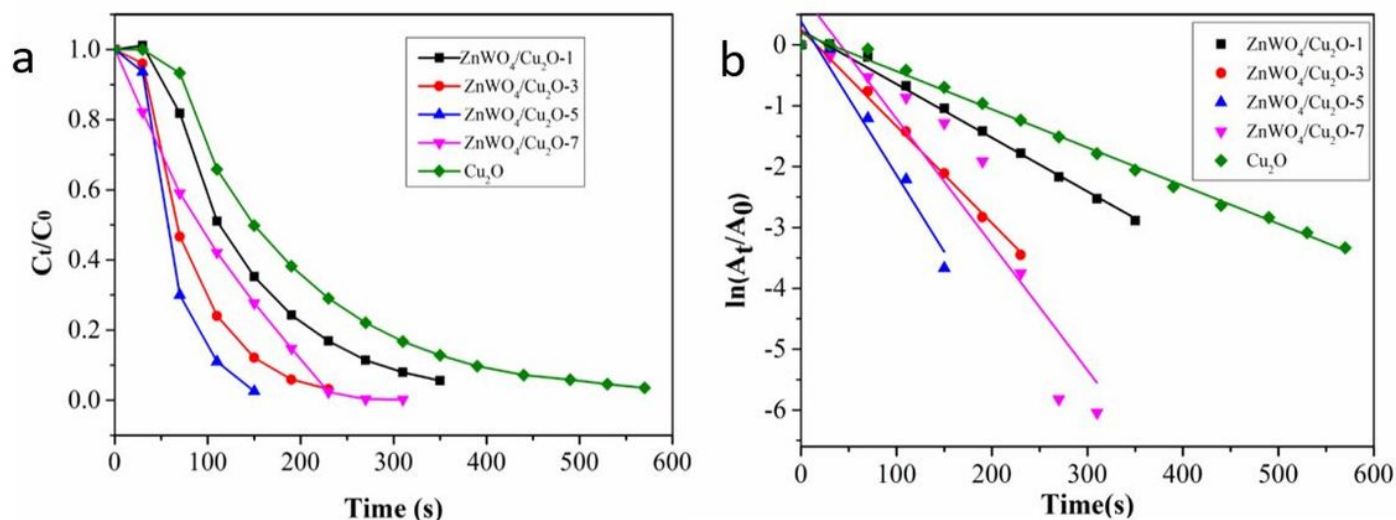 a
1.0
0.8
0.6
0.4
0.2
0.0
Ct/C0
0 100 200 300 400 500 600
Time (s)
ZnWO4/Cu2O-1
ZnWO4/Cu2O-3
ZnWO4/Cu2O-5
ZnWO4/Cu2O-7
Cu2O
b
0
-1
-2
-3
-4
-5
-6
ln(At/A0)
0 100 200 300 400 500 600
Time(s)
ZnWO4/Cu2O-1
ZnWO4/Cu2O-3
ZnWO4/Cu2O-5
ZnWO4/Cu2O-7
Cu2O